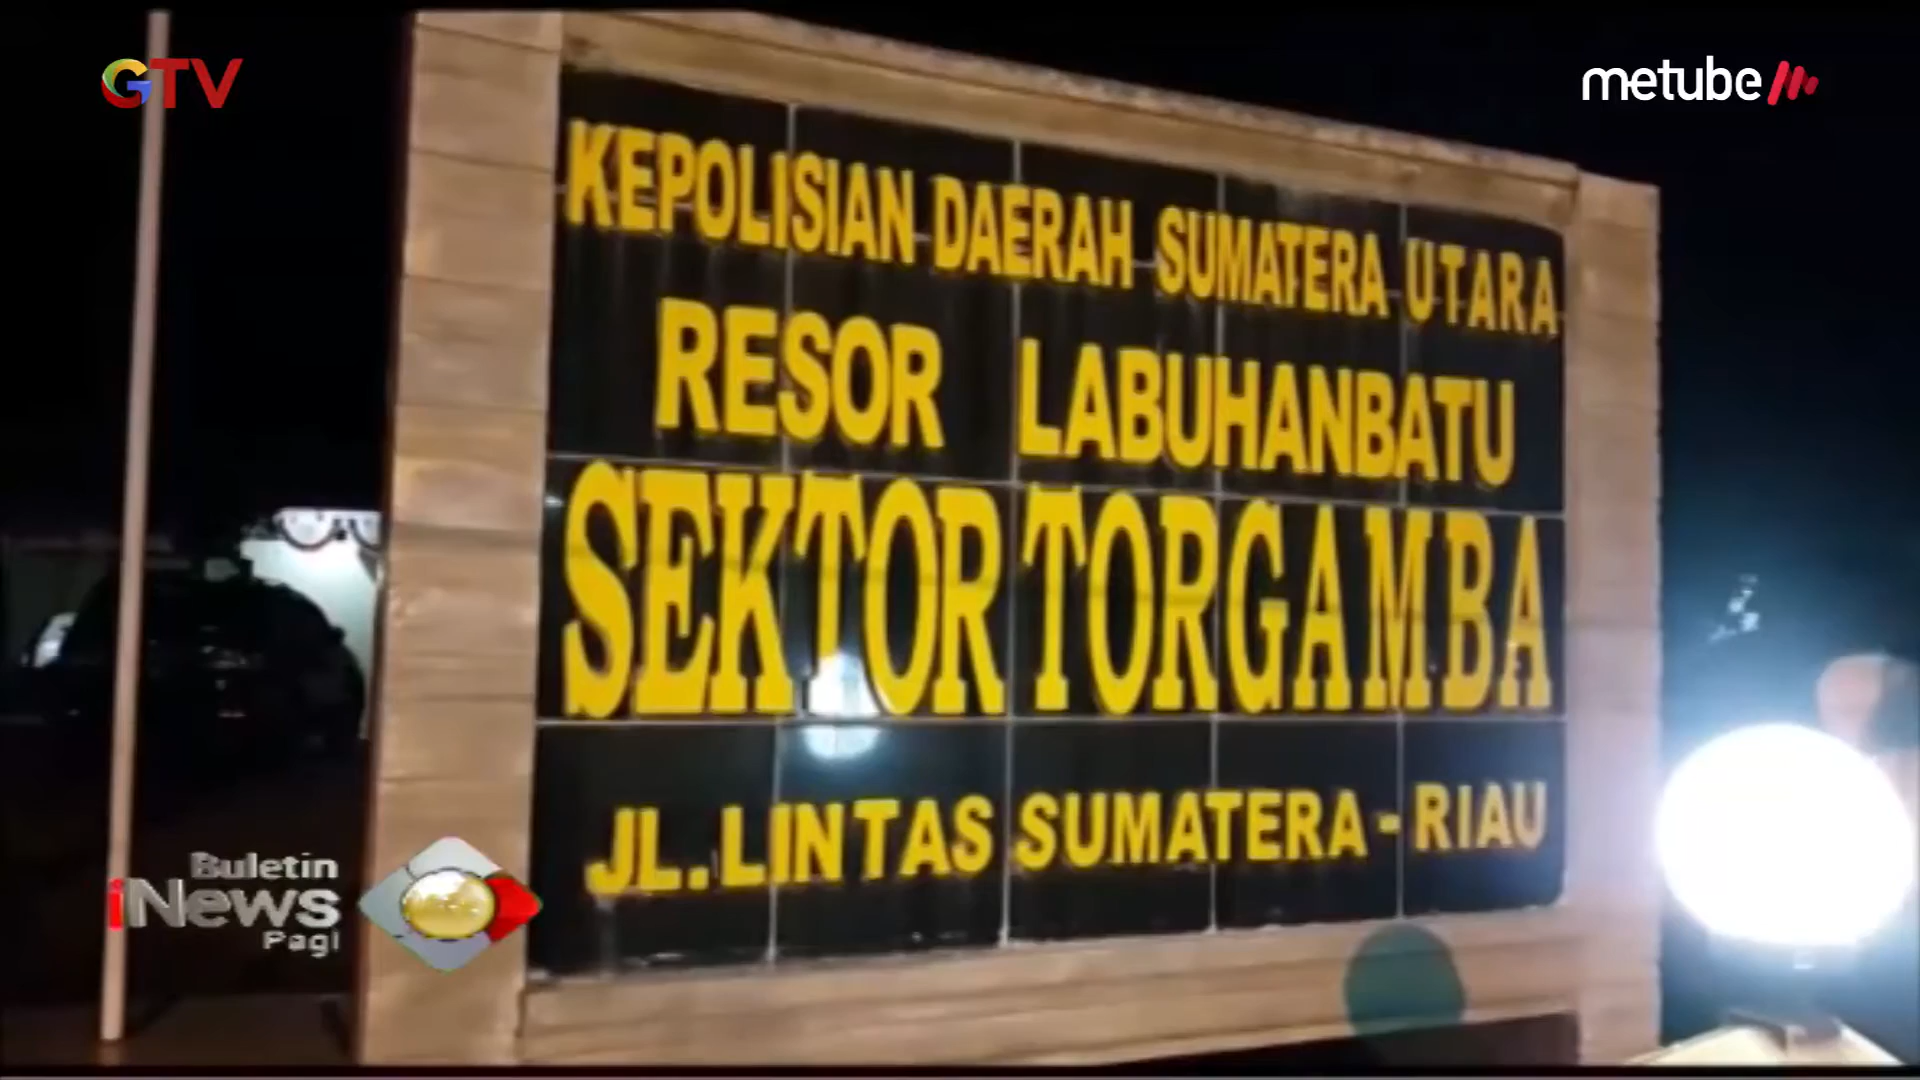 GTV
metube
KEPOLISIAN DAERAH SUMATERA UTARA
RESOR LABUHANBATU
SEKTOR TORGAMBA
JL.LINTAS SUMATERA - RIAU
Buletin
iNews
Pagi